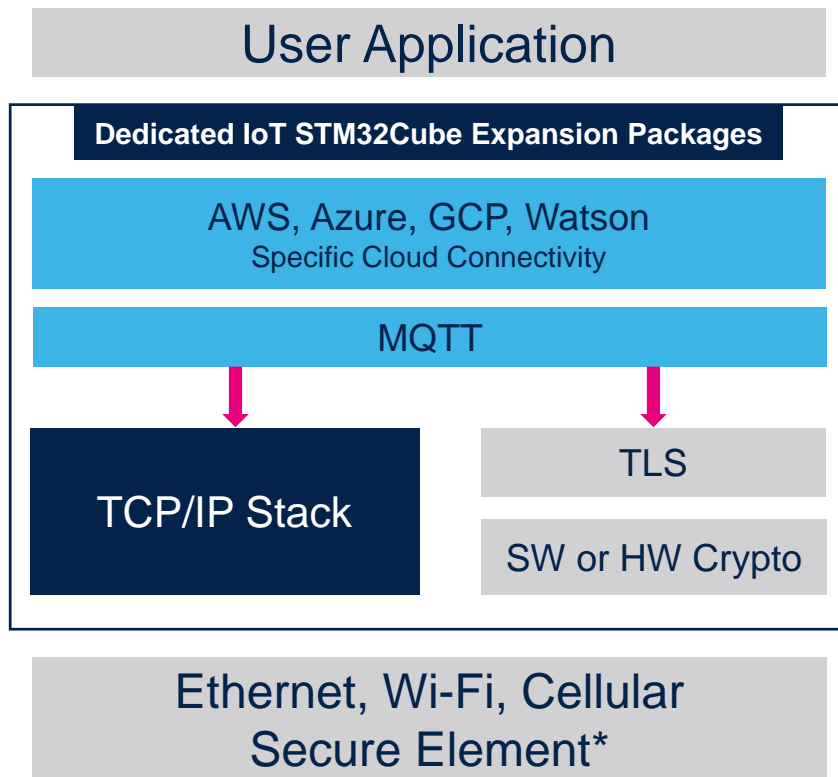 User Application
Dedicated IoT STM32Cube Expansion Packages
AWS, Azure, GCP, Watson
Specific Cloud Connectivity
MQTT
TCP/IP Stack
TLS
SW or HW Crypto
Ethernet, Wi-Fi, Cellular
Secure Element*